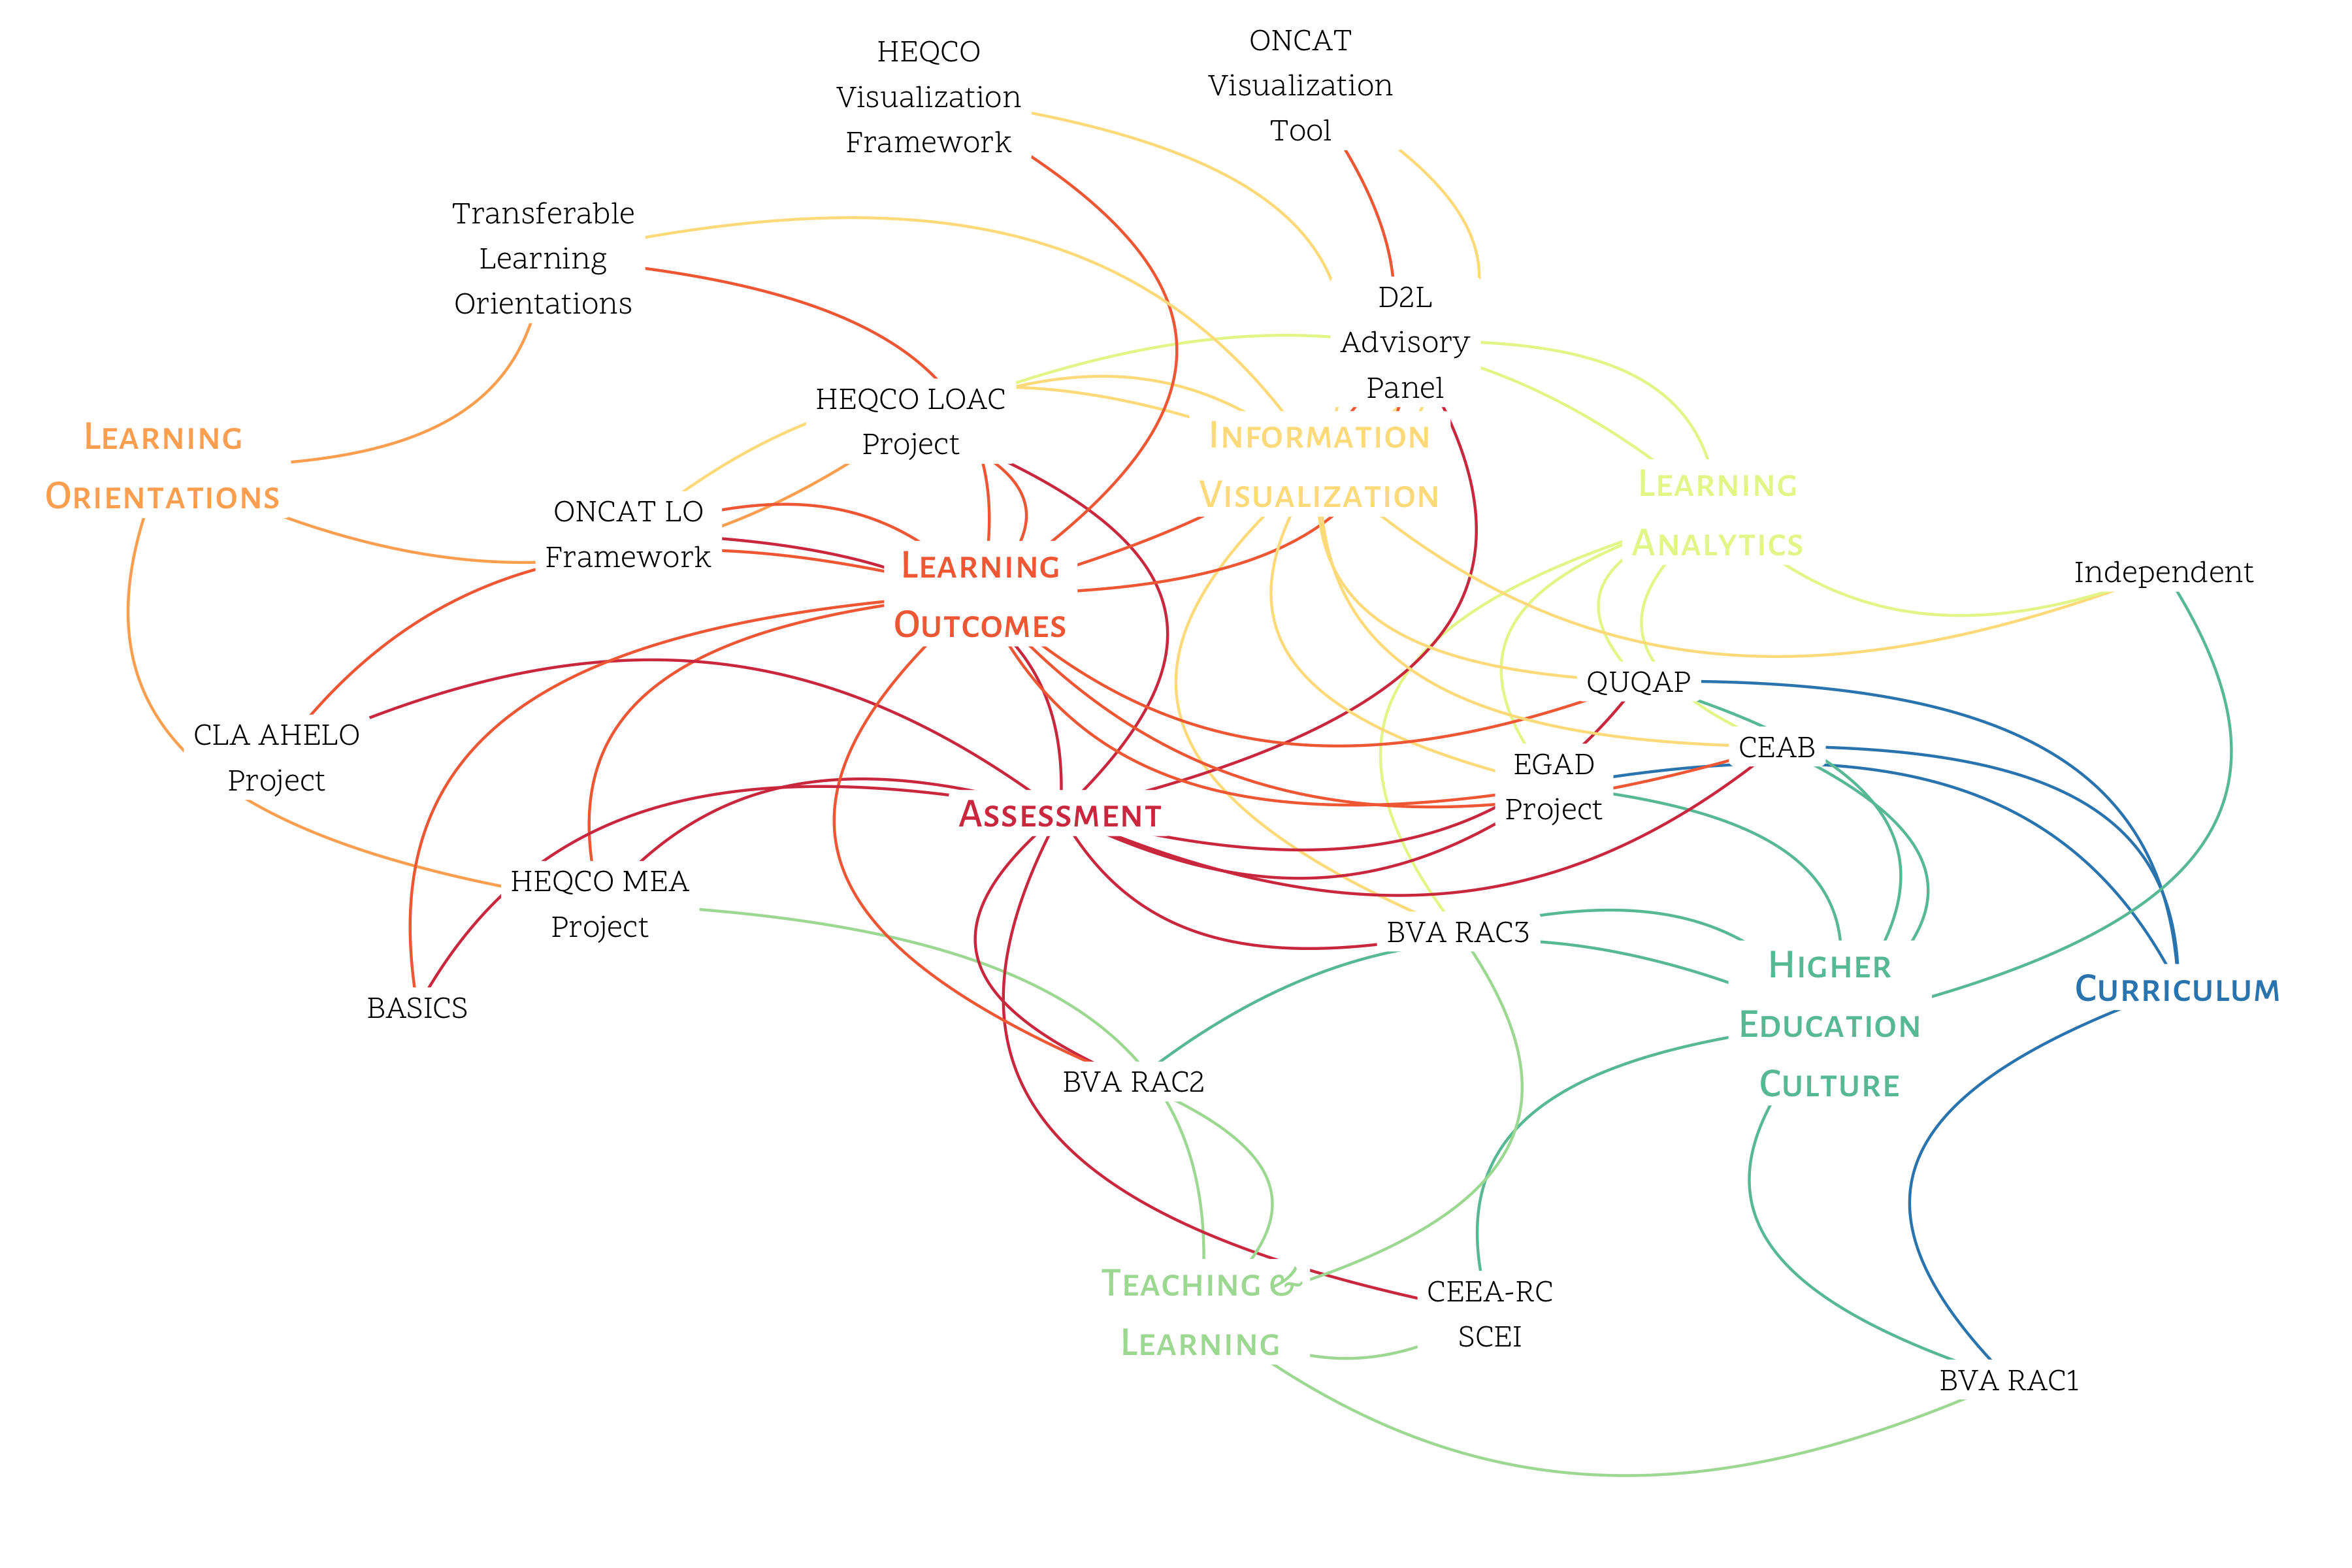 HEQCO
Visualization
Framework
ONCAT
Visualization
Tool
Transferable
Learning
Orientations
D2L
Advisory
Panel
HEQCO LOAC
Project
Learning
Orientations
Information
Visualization
Learning
Analytics
ONCAT LO
Framework
Learning
Outcomes
Independent
QUQAP
CLA AHELO
Project
CEAB
EGAD
Project
Assessment
HEQCO MEA
Project
BVA RAC3
Higher
Education
Culture
Curriculum
BASICS
BVA RAC2
Teaching &
Learning
CEEA-RC
SCEI
BVA RAC1